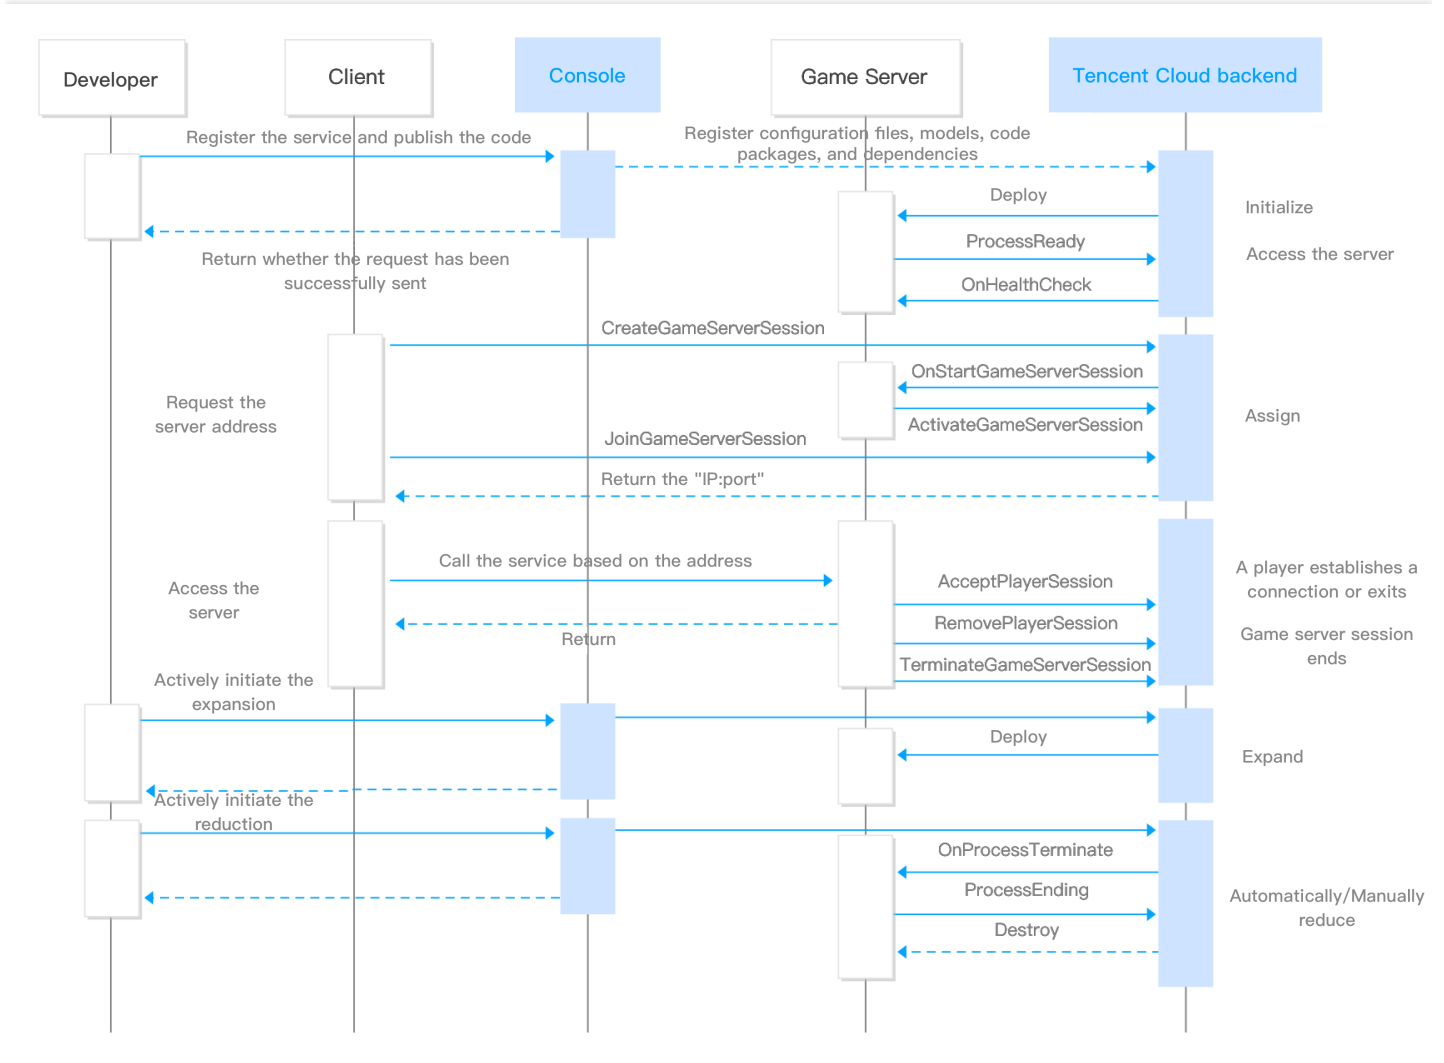 Developer
Client
Console
Game Server
Tencent Cloud backend
Register the service and publish the code
Register configuration files, models, code
packages, and dependencies
Deploy
Initialize
ProcessReady
Access the server
Return whether the request has been
successfully sent
OnHealthCheck
CreateGameServerSession
OnStartGameServerSession
Request the
server address
Assign
ActivateGameServerSession
JoinGameServerSession
Return the "IP:port"
Call the service based on the address
Access the
server
AcceptPlayerSession
A player establishes a
connection or exits
RemovePlayerSession
Return
Game server session
ends
TerminateGameServerSession
Actively initiate the
expansion
Deploy
Expand
Actively initiate the
reduction
OnProcessTerminate
ProcessEnding
Automatically/Manually
reduce
Destroy